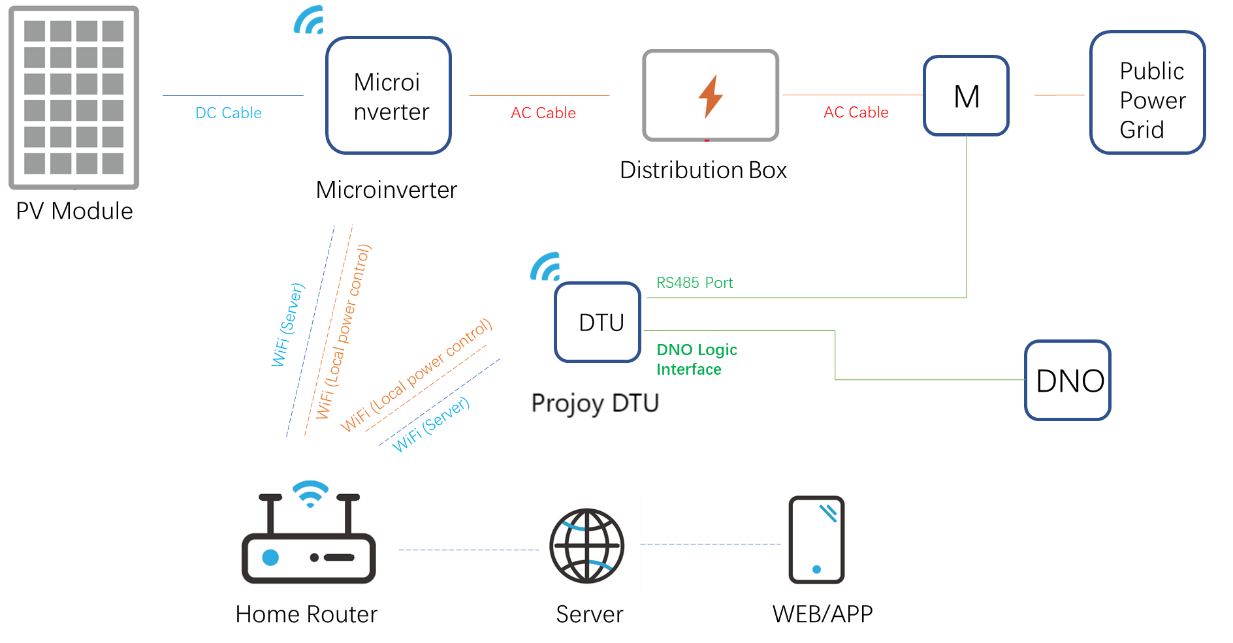 Microi
nverter
M
Public
Power
Grid
DC Cable
AC Cable
AC Cable
Distribution Box
Microinverter
PV Module
WiFi (Server)
WiFi (Local power control)
WiFi (Local power control)
WiFi (Server)
RS485 Port
DTU
DNO Logic
Interface
DNO
Projoy DTU
Home Router
Server
WEB/APP